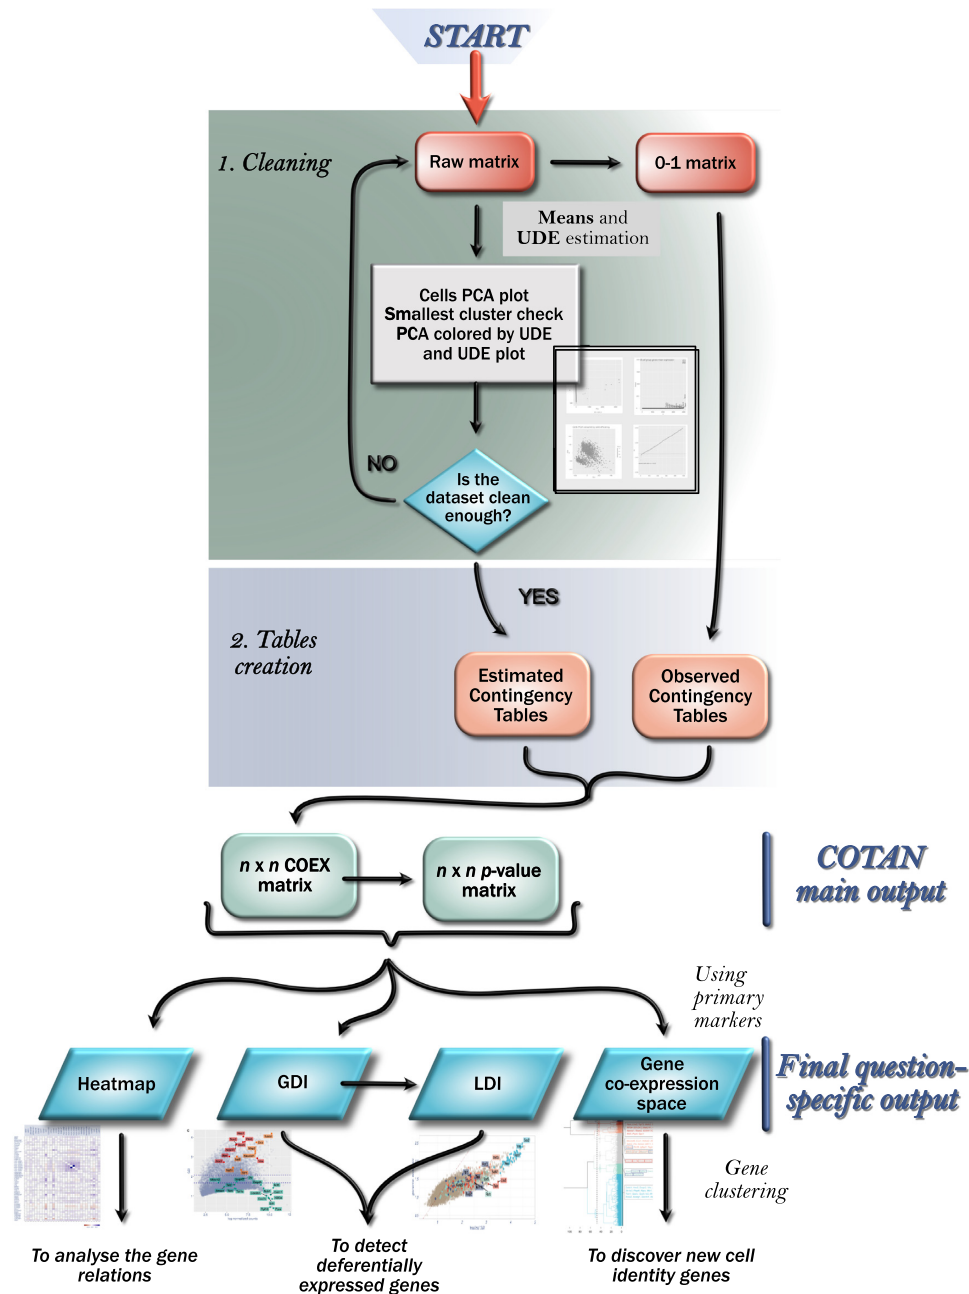 START
1. Cleaning
Raw matrix
0-1 matrix
Means and
UDE estimation
Cells PCA plot
Smallest cluster check
PCA colored by UDE
and UDE plot
NO
Is the
dataset clean
enough?
YES
2. Tables
creation
Estimated
Contingency
Tables
Observed
Contingency
Tables
n x n COEX
matrix
n x n p-value
matrix
COTAN
main output
Using
primary
markers
Heatmap
GDI
LDI
Gene
co-expression
space
Final question-
specific output
Gene
clustering
To analyse the gene
relations
To detect
deferentially
expressed genes
To discover new cell
identity genes